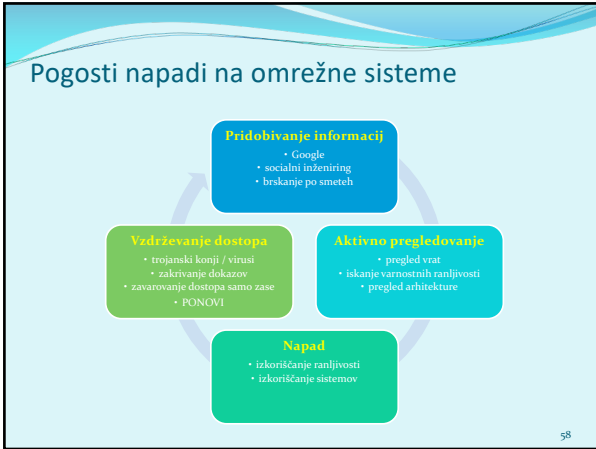 Pogosti napadi na omrežne sisteme
Pridobivanje informacij
• Google
• socialni inženiring
• brskanje po smeteh
Aktivno pregledovanje
• pregled vrat
• iskanje varnostnih ranljivosti
• pregled arhitekture
Napad
• izkoriščanje ranljivosti
• izkoriščanje sistemov
Vzdrževanje dostopa
• trojanski konji / virusi
• zakrivanje dokazov
• zavarovanje dostopa samo zase
• PONOVI
58